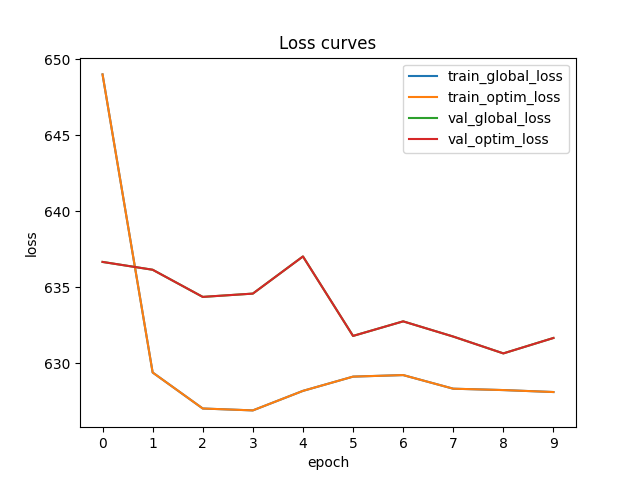 Loss curves
650
645
640
635
630
loss
train_global_loss
train_optim_loss
val_global_loss
val_optim_loss
0 1 2 3 4 5 6 7 8 9
epoch